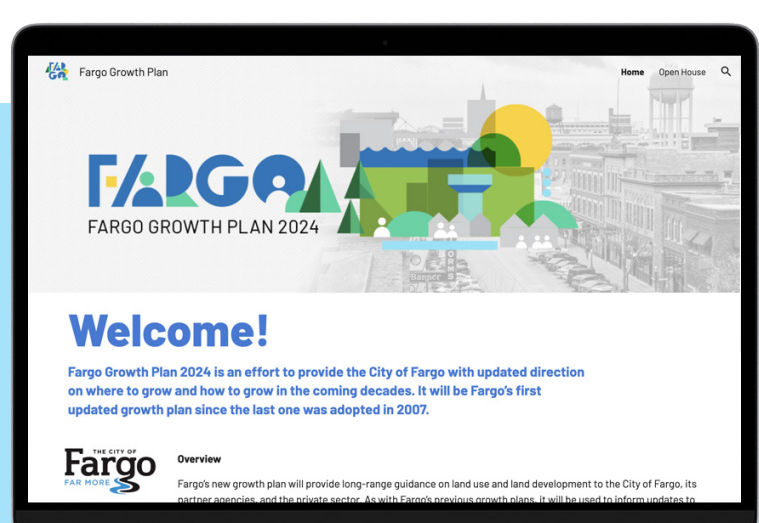 Fargo Growth Plan
Home Open House
FARGO
FARGO GROWTH PLAN 2024
Banner
Welcome!
Fargo Growth Plan 2024 is an effort to provide the City of Fargo with updated direction
on where to grow and how to grow in the coming decades. It will be Fargo's first
updated growth plan since the last one was adopted in 2007.
THE CITY OF
Fargo
FAR MORE
Overview
Fargo's new growth plan will provide long-range guidance on land use and land development to the City of Fargo, its
partner agencies, and the private sector. As with Fargo's previous growth plans, it will be used to inform updates to